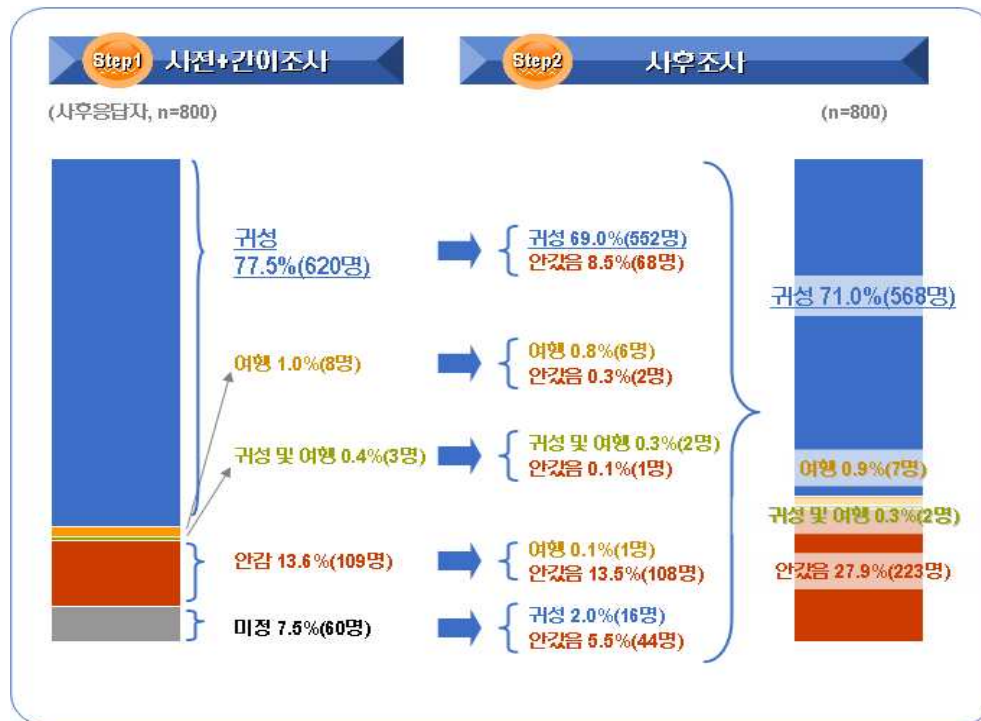 Step1 사전+간이조사
Step2 사후조사
(사후응답자, n=800)
(n=800)
귀성
77.5%(620명)
귀성 69.0%(552명)
안갔음 8.5%(68명)
귀성 71.0%(568명)
여행 1.0%(8명)
여행 0.8%(6명)
안갔음 0.3%(2명)
귀성 및 여행 0.4%(3명)
귀성 및 여행 0.3%(2명)
안갔음 0.1%(1명)
여행 0.9%(7명)
귀성 및 여행 0.3%(2명)
안감 13.6%(109명)
여행 0.1%(1명)
안갔음 13.5%(108명)
안갔음 27.9%(223명)
미정 7.5%(60명)
귀성 2.0%(16명)
안갔음 5.5%(44명)